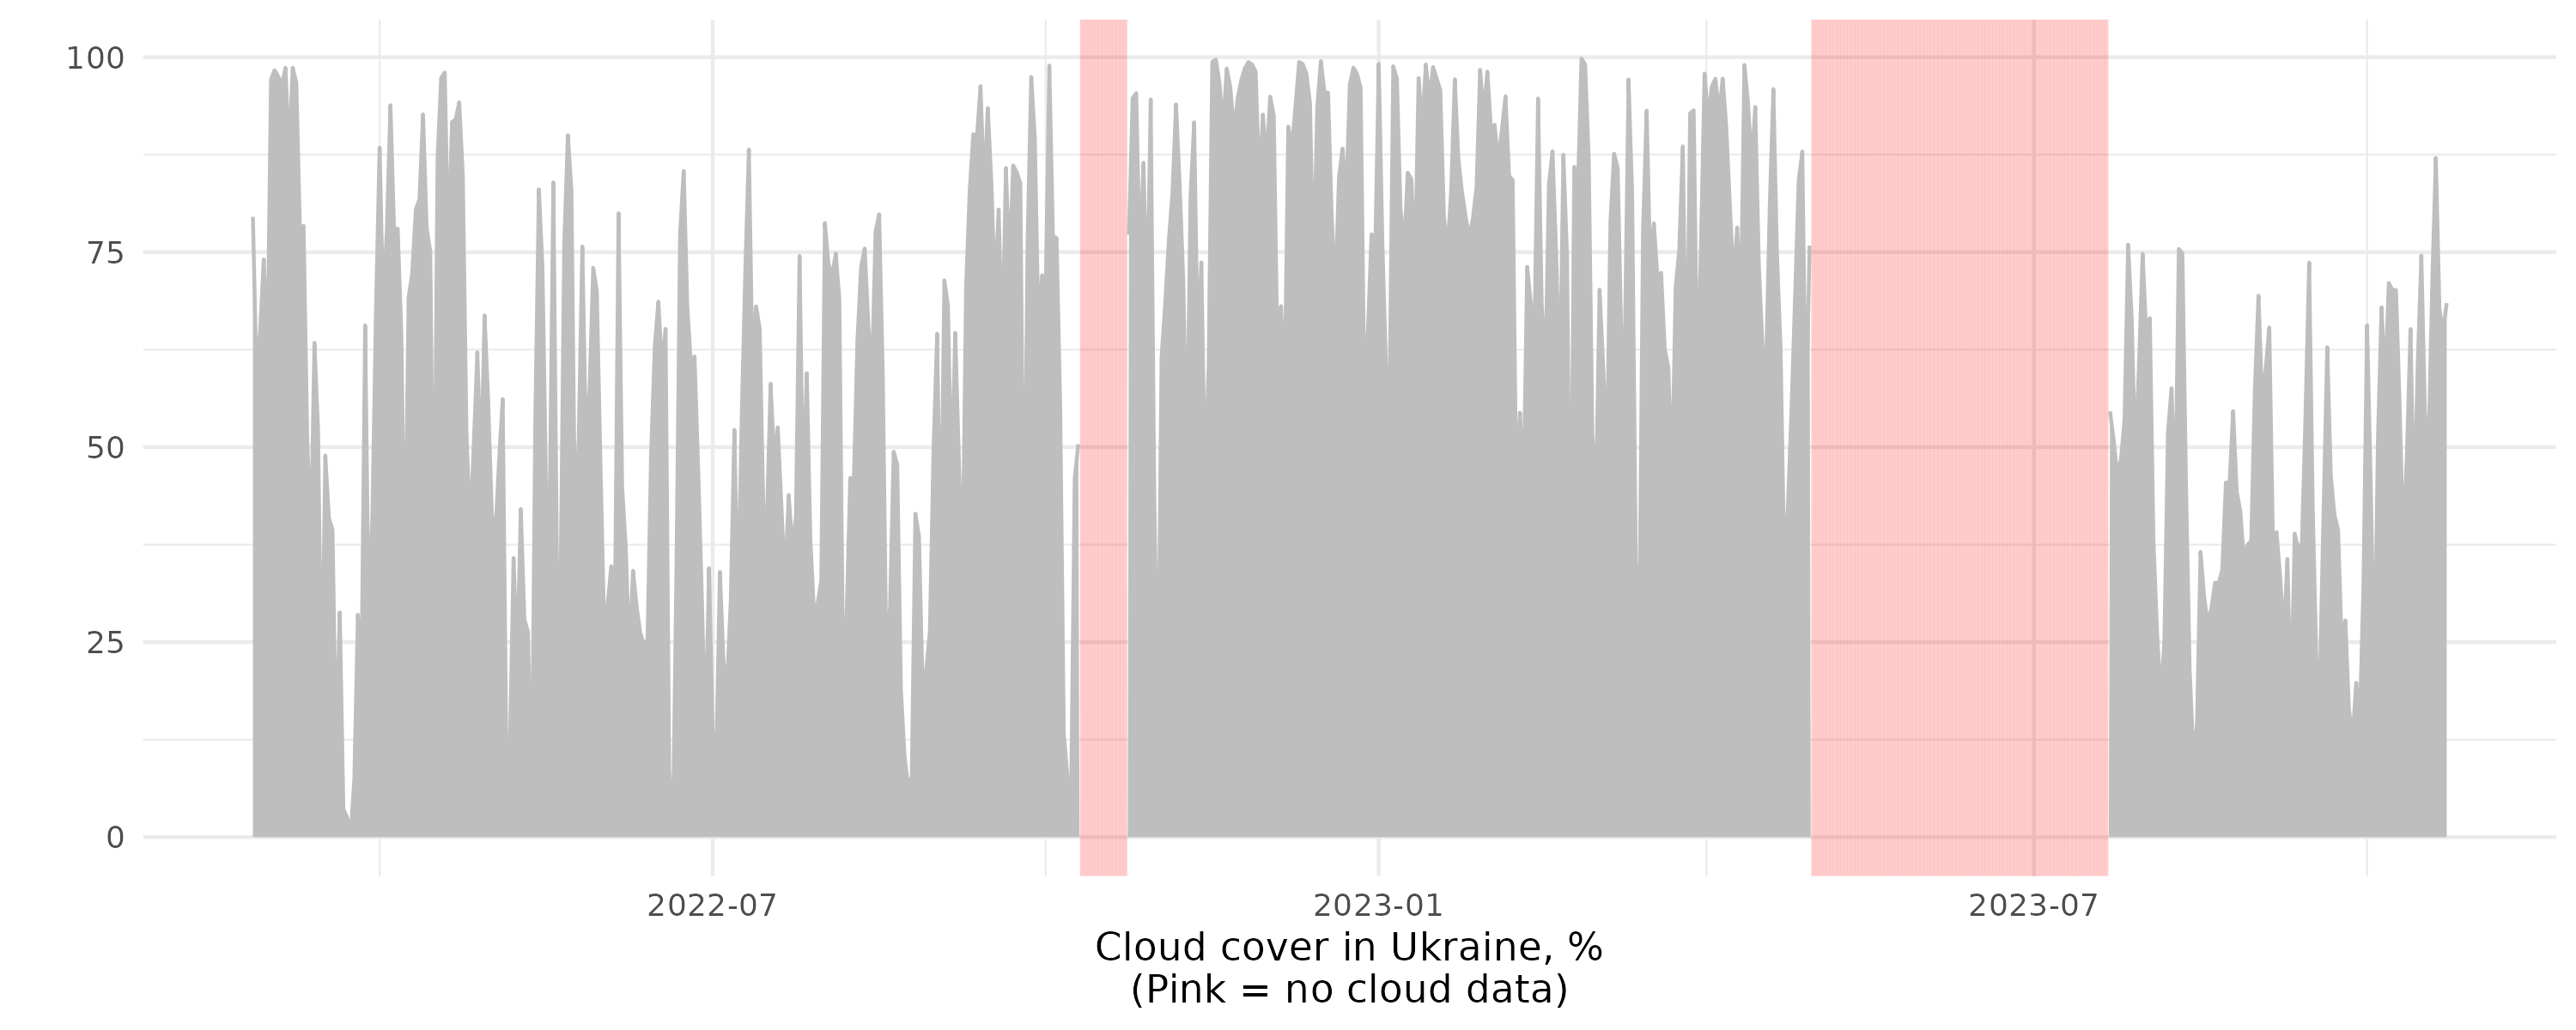 100
75
50
25
0
2022-07 2023-01 2023-07
Cloud cover in Ukraine, %
(Pink = no cloud data)